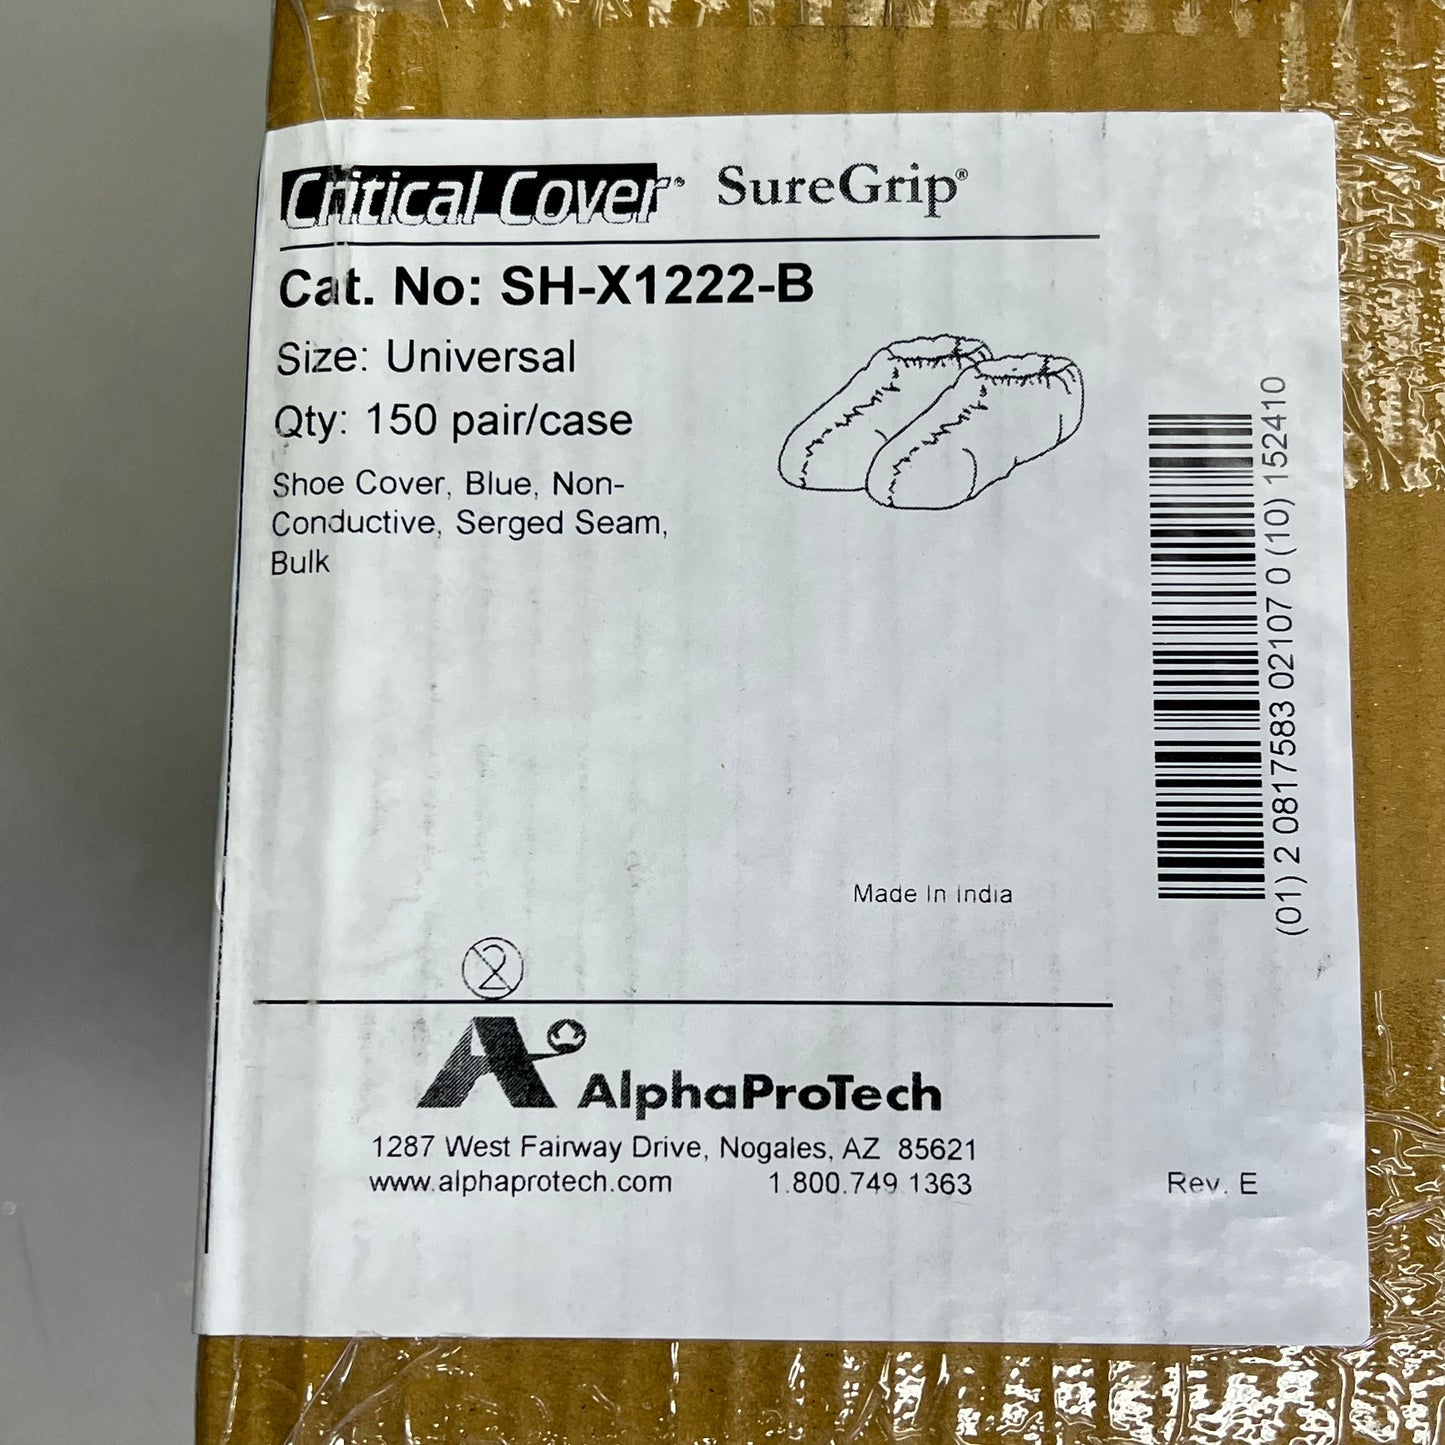 Critical Cover® SureGrip®
Cat. No: SH-X1222-B
Size: Universal
Qty: 150 pair/case
Shoe Cover, Blue, Non-
Conductive, Serged Seam,
Bulk
(01) 2 0817583 02107 0 (10) 152410
Made In India
2
AlphaProTech
1287 West Fairway Drive, Nogales, AZ 85621
www.alphaprotech.com 1.800.749.1363
Rev. E